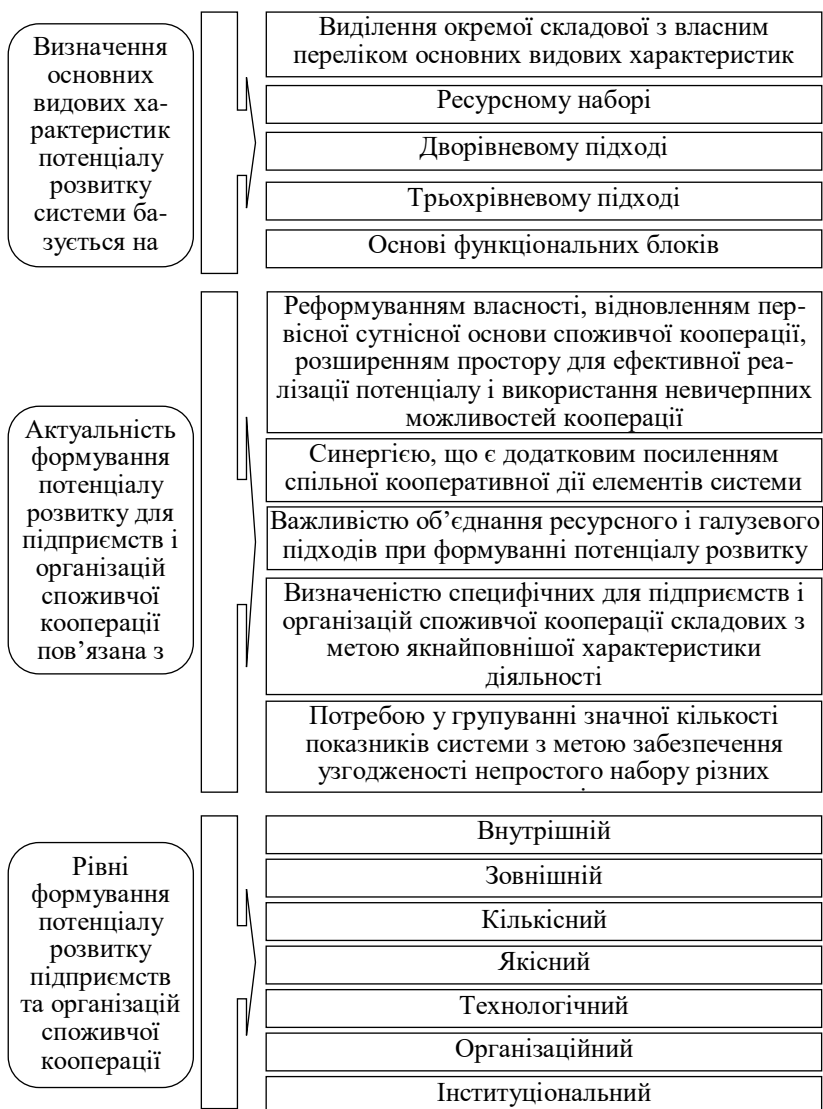 Визначення
основних
видових ха-
рактеристик
потенціалу
розвитку
системи ба-
зується на
Виділення окремої складової з власним
переліком основних видових характеристик
Ресурсному наборі
Дворівневому підході
Трьохрівневому підході
Основі функціональних блоків
Актуальність
формування
потенціалу
розвитку для
підприємств і
організацій
споживчої
кооперації
пов’язана з
Реформуванням власності, відновленням пер-
вісної сутнісної основи споживчої кооперації,
розширенням простору для ефективної реа-
лізації потенціалу і використання невичерпних
можливостей кооперації
Синергією, що є додатковим посиленням
спільної кооперативної дії елементів системи
Важливістю об’єднання ресурсного і галузевого
підходів при формуванні потенціалу розвитку
Визначеністю специфічних для підприємств і
організацій споживчої кооперації складових з
метою якнайповнішої характеристики
діяльності
Потребою у групуванні значної кількості
показників системи з метою забезпечення
узгодженості непростого набору різних
Рівні
формування
потенціалу
розвитку
підприємств
та організацій
споживчої
кооперації
Внутрішній
Зовнішній
Кількісний
Якісний
Технологічний
Організаційний
Інституціональний